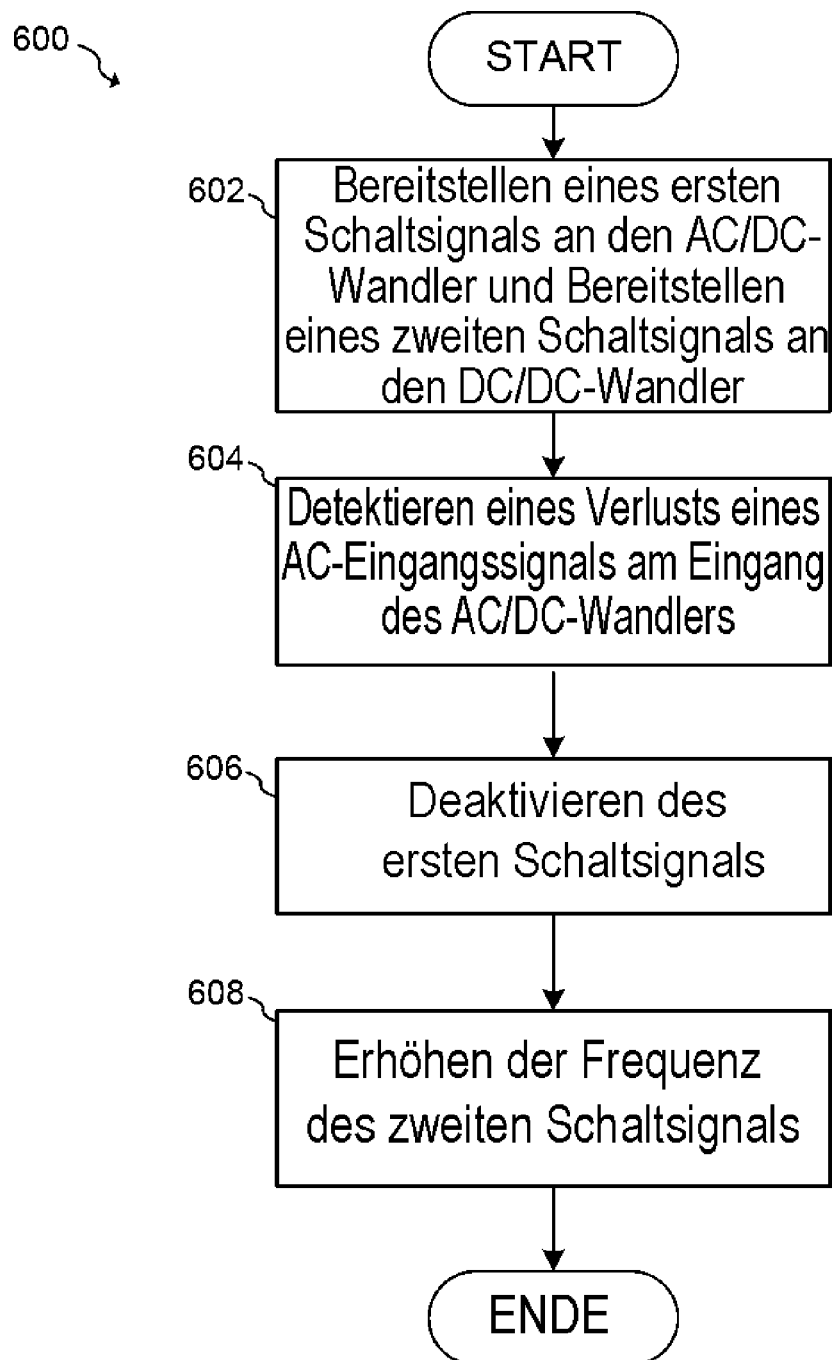 600
START
602
Bereitstellen eines ersten
Schaltsignals an den AC/DC-
Wandler und Bereitstellen
eines zweiten Schaltsignals an
den DC/DC-Wandler
604
Detektieren eines Verlusts eines
AC-Eingangssignals am Eingang
des AC/DC-Wandlers
606
Deaktivieren des
ersten Schaltsignals
608
Erhöhen der Frequenz
des zweiten Schaltsignals
ENDE